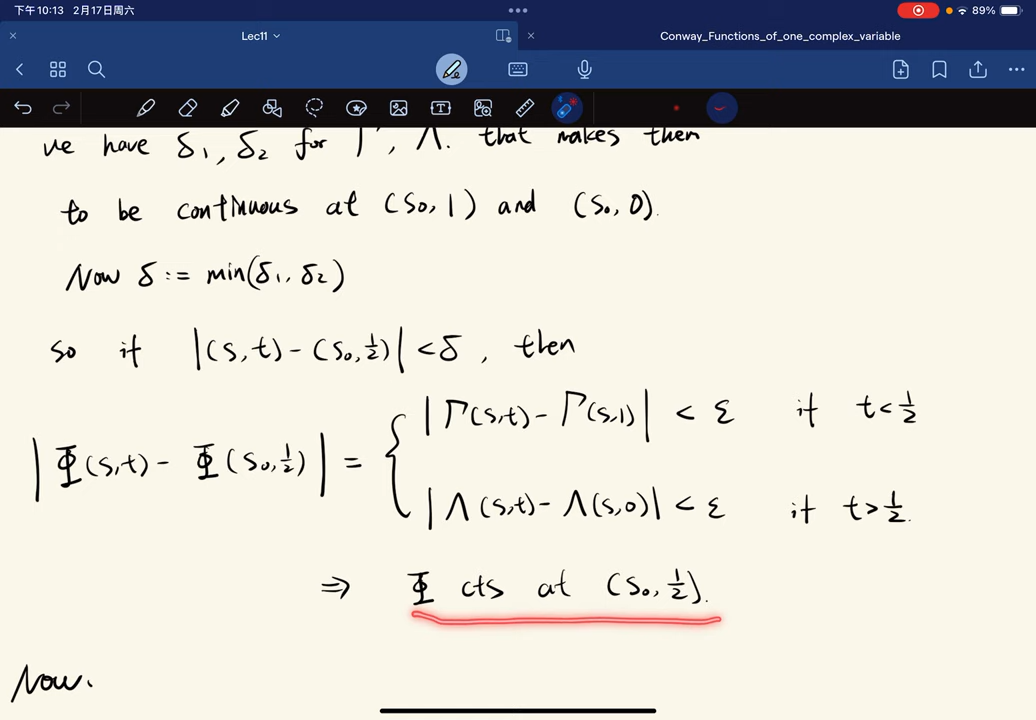 下午10:13 2月17日周六
89%
Lec11
Conway_Functions_of_one_complex_variable
we have δ₁, δ₂ for Γ, Λ. that makes then
to be continuous at (s₀, 1) and (s₀, 0).
Now δ := min(δ₁, δ₂)
so if |(s, t) - (s₀, 1/2)| < δ, then
|Φ(s,t) - Φ(s₀, 1/2)| = { |Γ(s,t) - Γ(s,1)| < ε if t < 1/2
|Λ(s,t) - Λ(s,0)| < ε if t > 1/2.
⇒ Φ cts at (s₀, 1/2).
Now.